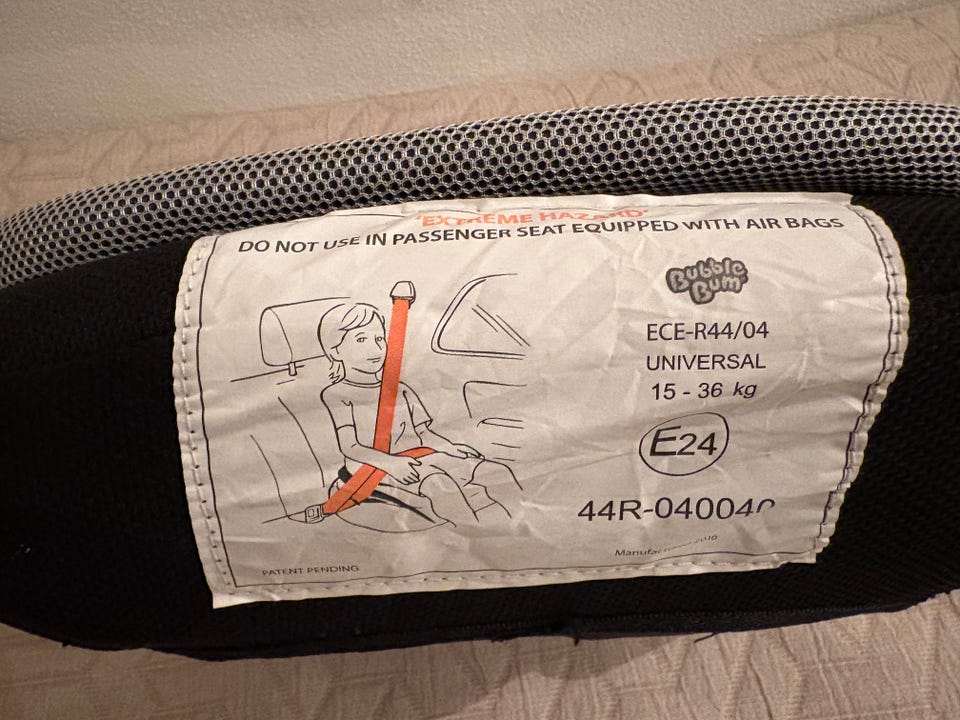 'EXTREME HAZARD'
DO NOT USE IN PASSENGER SEAT EQUIPPED WITH AIR BAGS
Bubble
Bum
ECE-R44/04
UNIVERSAL
15 - 36 kg
E24
PATENT PENDING